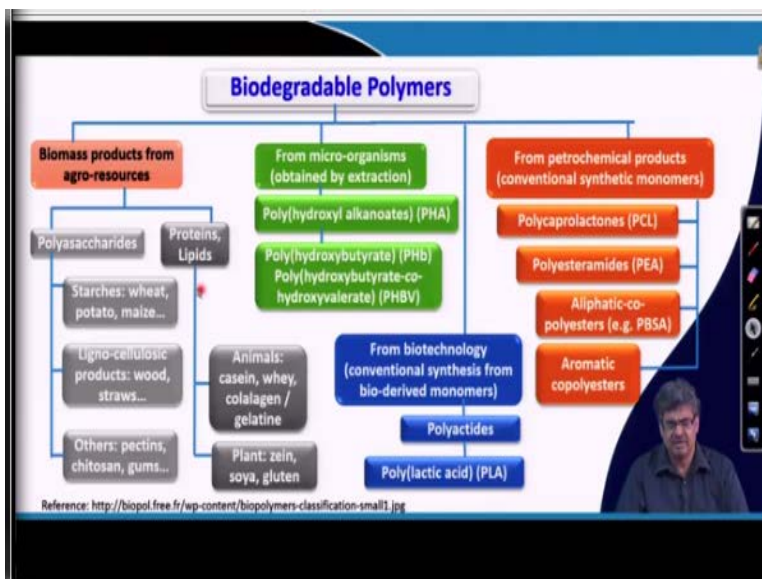 Biodegradable Polymers
Biomass products from
agro-resources
Polyasaccharides
Proteins,
Lipids
Starches: wheat,
potato, maize...
Ligno-cellulosic
products: wood,
straws...
Others: pectins,
chitosan, gums...
Animals:
casein, whey,
colalagen /
gelatine
Plant: zein,
soya, gluten
From micro-organisms
(obtained by extraction)
Poly(hydroxyl alkanoates) (PHA)
Poly(hydroxybutyrate) (PHb)
Poly(hydroxybutyrate-co-
hydroxyvalerate) (PHBV)
From biotechnology
(conventional synthesis from
bio-derived monomers)
Polyactides
Poly(lactic acid) (PLA)
From petrochemical products
(conventional synthetic monomers)
Polycaprolactones (PCL)
Polyesteramides (PEA)
Aliphatic-co-
polyesters (e.g. PBSA)
Aromatic
copolyesters
Reference: http://biopol.free.fr/wp-content/biopolymers-classification-small1.jpg